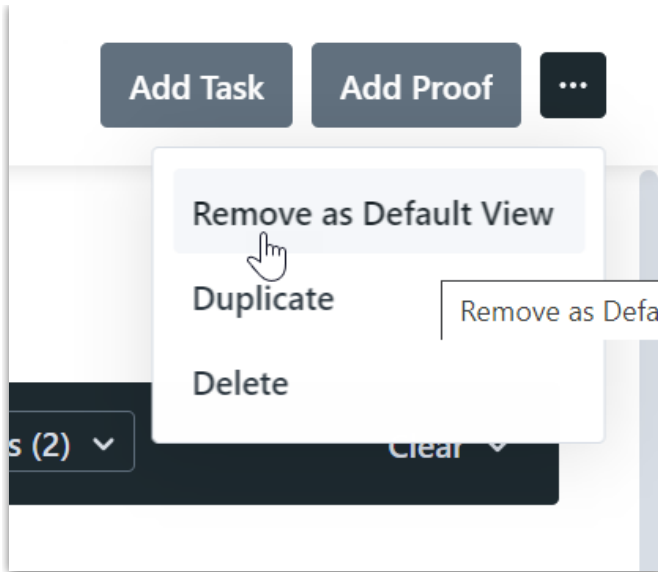 Add Task
Add Proof
...
Remove as Default View
Duplicate
Remove as Defa
Delete
s (2)
Clear